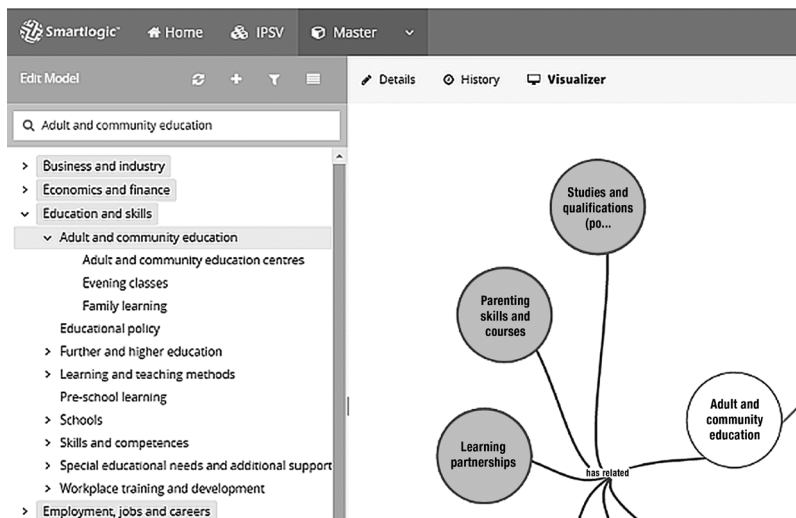 Smartlogic Home IPSV Master
Edit Model
Details History Visualizer
Adult and community education
Business and industry
Economics and finance
Education and skills
Adult and community education
Adult and community education centres
Evening classes
Family learning
Educational policy
Further and higher education
Learning and teaching methods
Pre-school learning
Schools
Skills and competences
Special educational needs and additional support
Workplace training and development
Employment, jobs and careers
Studies and
qualifications
(po...
Parenting
skills and
courses
Adult and
community
education
Learning
partnerships
has related